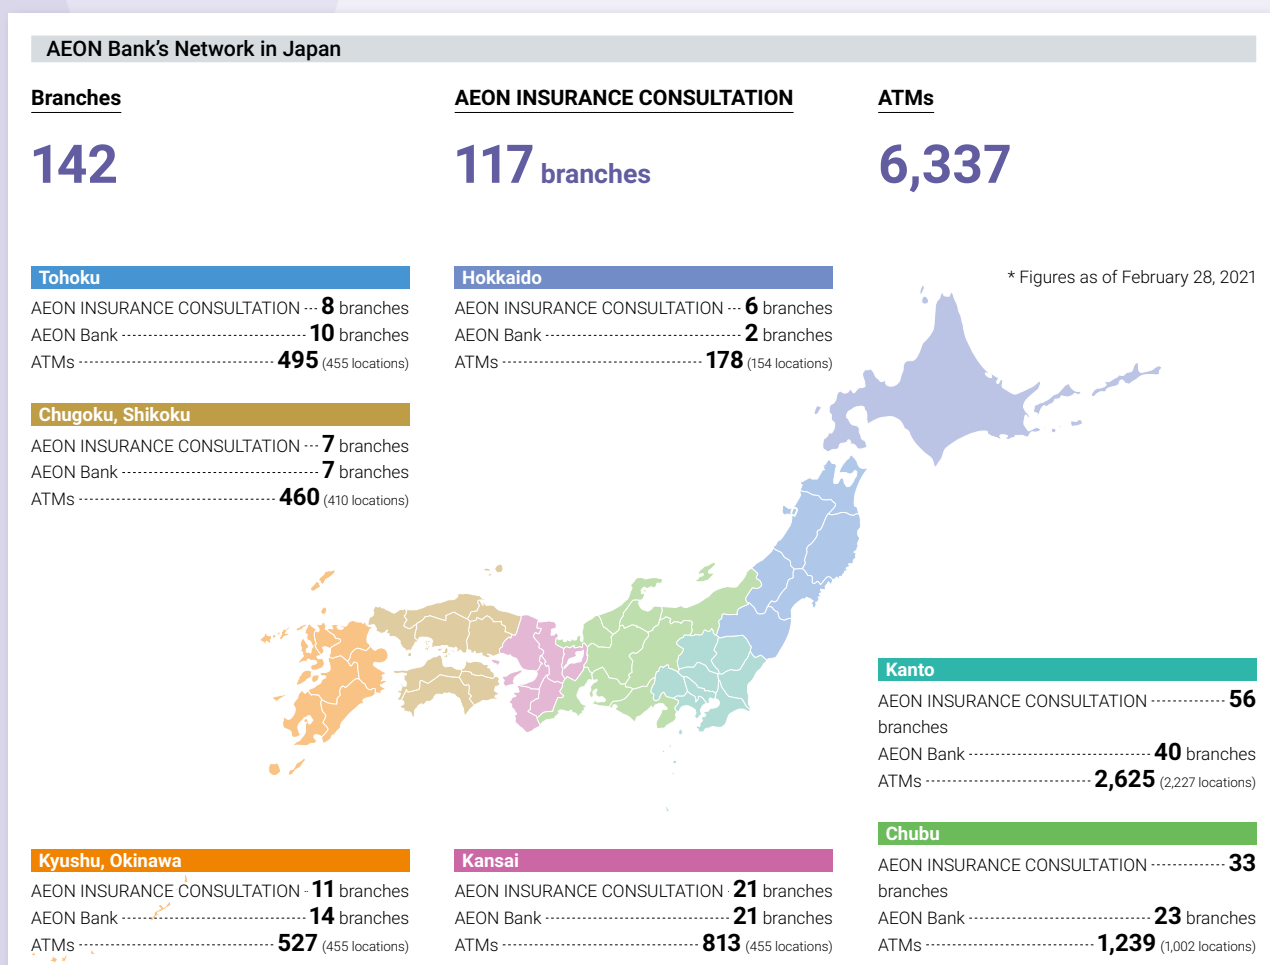 AEON Bank's Network in Japan
Branches
142
AEON INSURANCE CONSULTATION
117 branches
ATMs
6,337
Tohoku
AEON INSURANCE CONSULTATION 8 branches
AEON Bank 10 branches
ATMs 495 (455 locations)
Hokkaido
AEON INSURANCE CONSULTATION 6 branches
AEON Bank 2 branches
ATMs 178 (154 locations)
* Figures as of February 28, 2021
Chugoku, Shikoku
AEON INSURANCE CONSULTATION 7 branches
AEON Bank 7 branches
ATMs 460 (410 locations)
Kanto
AEON INSURANCE CONSULTATION 56
branches
AEON Bank 40 branches
ATMs 2,625 (2,227 locations)
Kyushu, Okinawa
AEON INSURANCE CONSULTATION 11 branches
AEON Bank 14 branches
ATMs 527 (455 locations)
Kansai
AEON INSURANCE CONSULTATION 21 branches
AEON Bank 21 branches
ATMs 813 (455 locations)
Chubu
AEON INSURANCE CONSULTATION 33
branches
AEON Bank 23 branches
ATMs 1,239 (1,002 locations)